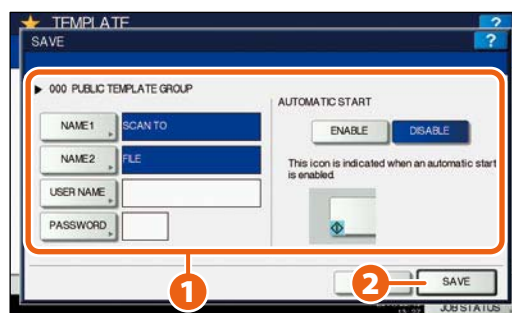 TEMPLATE
?
SAVE
?
000 PUBLIC TEMPLATE GROUP
NAME1
SCAN TO
NAME2
FILE
USER NAME
PASSWORD
AUTOMATIC START
ENABLE
DISABLE
This icon is indicated when an automatic start
is enabled
1
2
SAVE
JOB STATUS